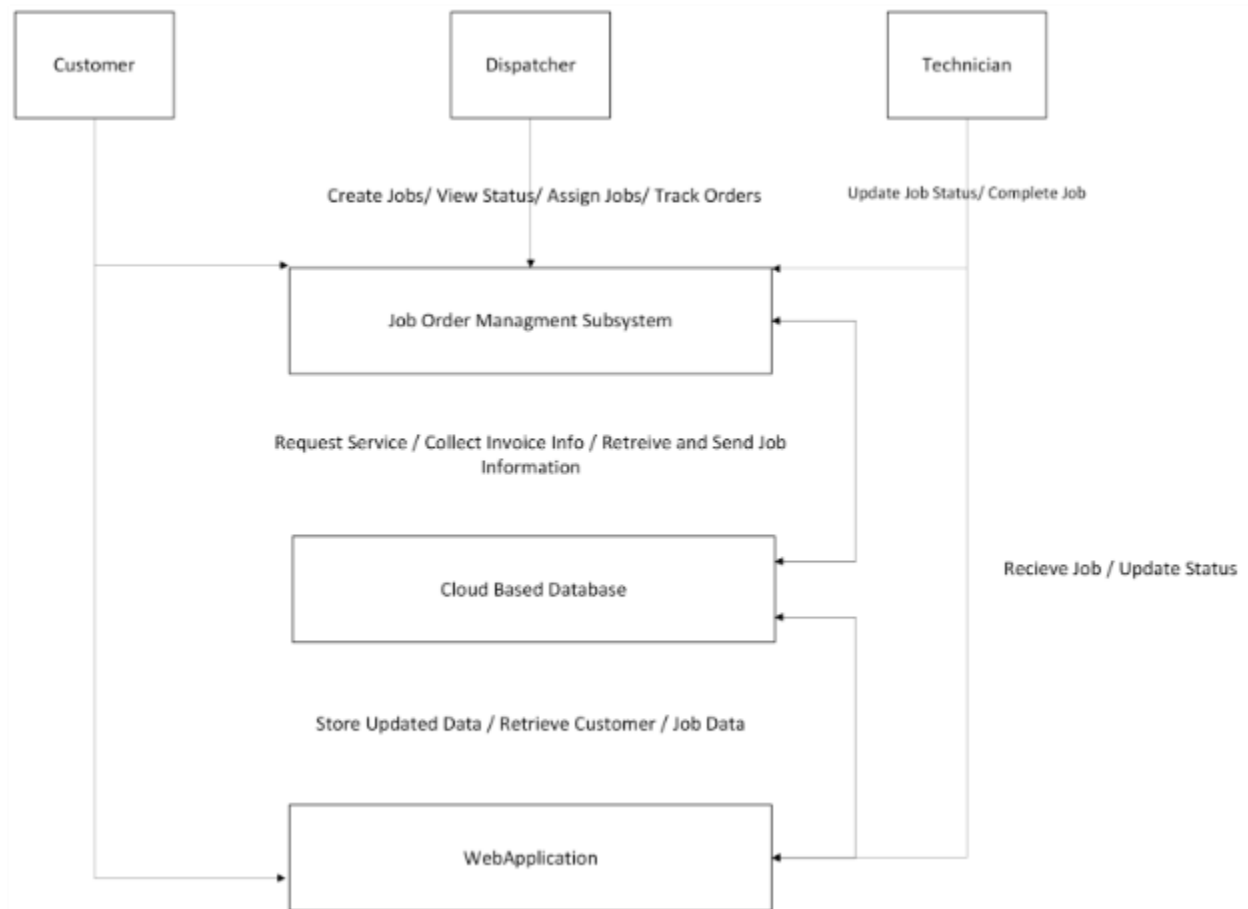 Customer
Dispatcher
Technician
Create Jobs/ View Status/ Assign Jobs/ Track Orders
Update Job Status/ Complete Job
Job Order Managment Subsystem
Request Service / Collect Invoice Info / Retreive and Send Job
Information
Cloud Based Database
Recieve Job / Update Status
Store Updated Data / Retrieve Customer / Job Data
WebApplication